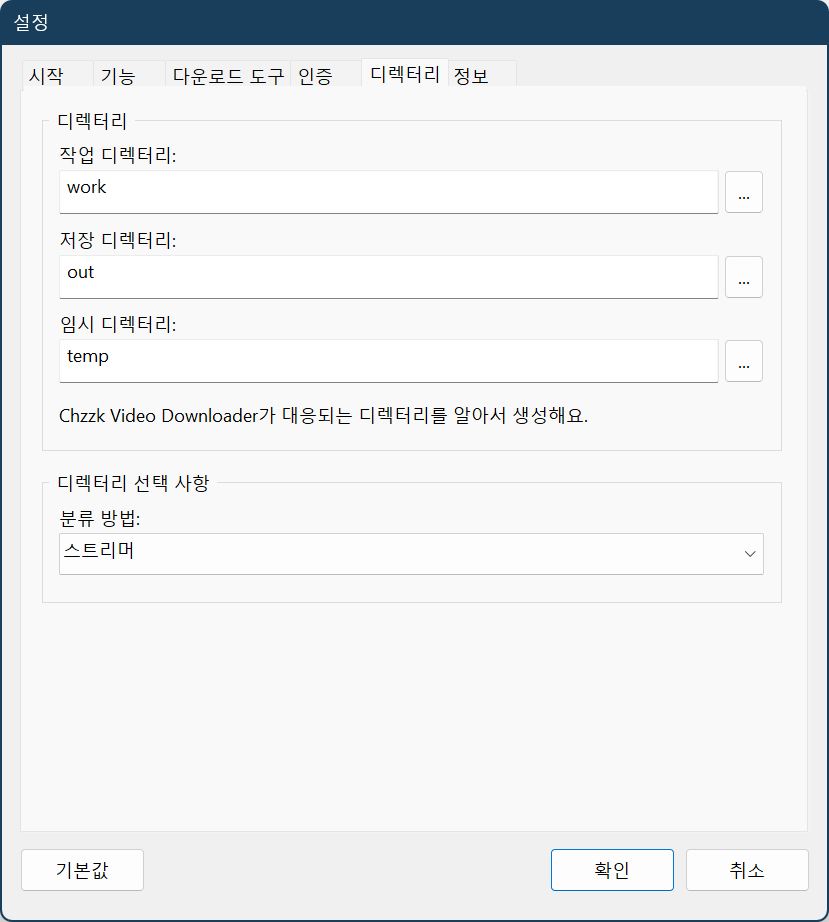 설정
시작 기능 다운로드 도구 인증 디렉터리 정보
디렉터리
작업 디렉터리:
work
...
저장 디렉터리:
out
...
임시 디렉터리:
temp
...
Chzzk Video Downloader가 대응되는 디렉터리를 알아서 생성해요.
디렉터리 선택 사항
분류 방법:
스트리머
기본값 확인 취소